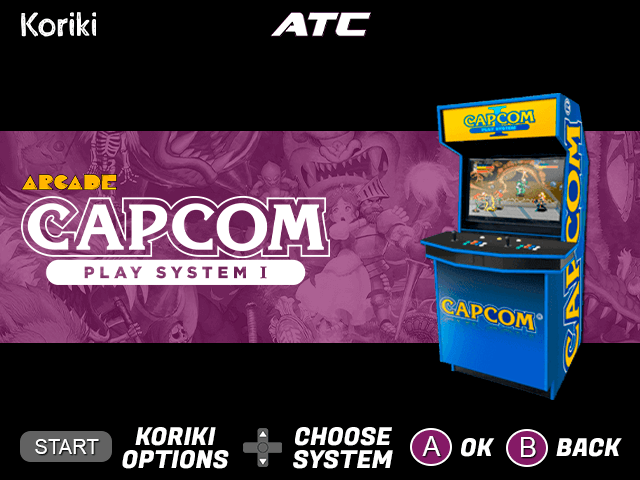 Koriki
ATC
ARCADE
CAPCOM
PLAY SYSTEM I
CAPCOM
PLAY SYSTEM
CAPCOM
CAPCOM
START
KORIKI
OPTIONS
CHOOSE
SYSTEM
A
OK
B
BACK